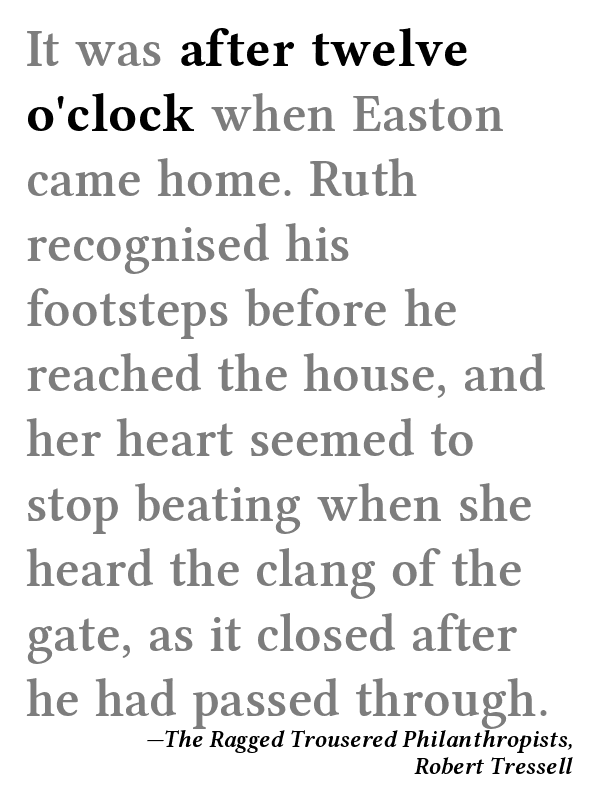 It was after twelve
o'clock when Easton
came home. Ruth
recognised his
footsteps before he
reached the house, and
her heart seemed to
stop beating when she
heard the clang of the
gate, as it closed after
he had passed through.
—The Ragged Trousered Philanthropists,
Robert Tressell